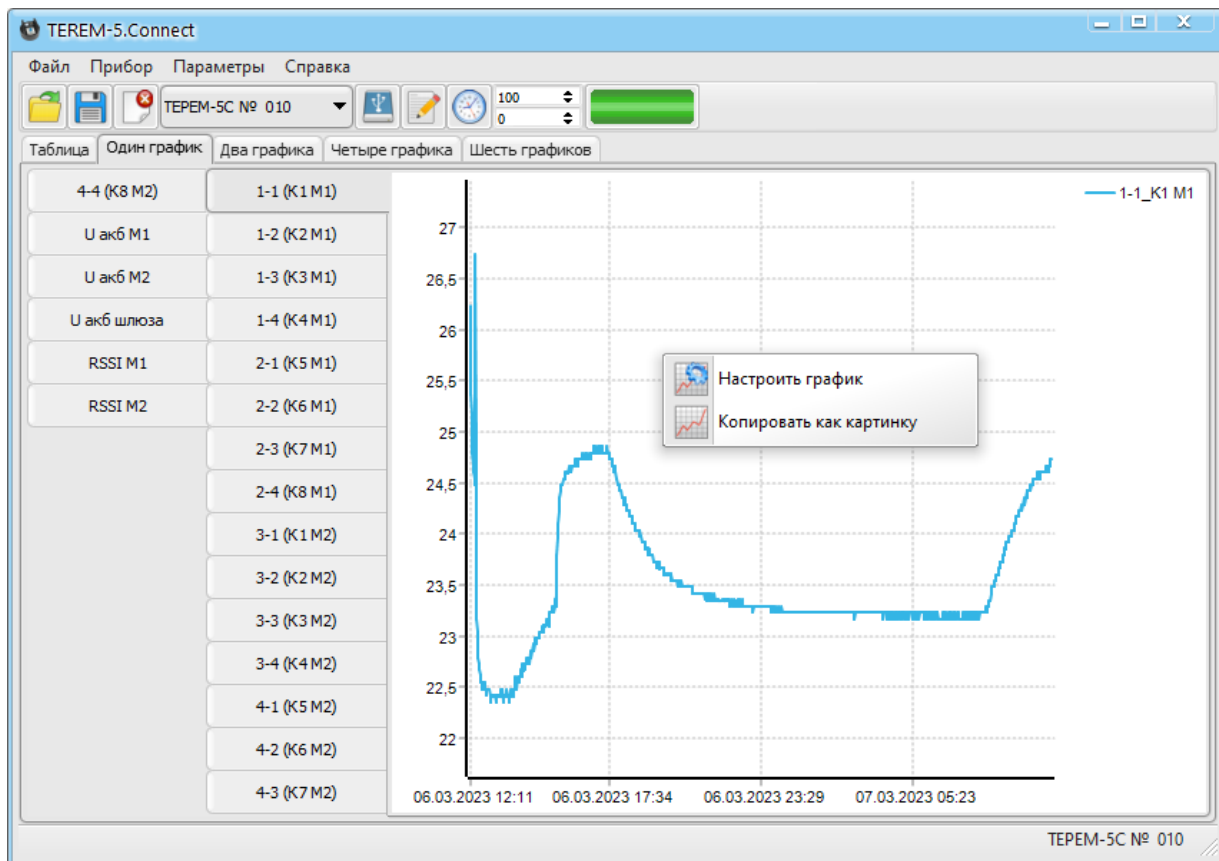 TEREM-5.Connect
Файл Прибор Параметры Справка
ТЕРЕМ-5С № 010
100
0
Таблица Один график Два графика Четыре графика Шесть графиков
4-4 (К8 М2)
U акб М1
U акб М2
U акб шлюза
RSSI M1
RSSI M2
1-1 (К1 М1)
1-2 (К2 М1)
1-3 (К3 М1)
1-4 (К4 М1)
2-1 (К5 М1)
2-2 (К6 М1)
2-3 (К7 М1)
2-4 (К8 М1)
3-1 (К1 М2)
3-2 (К2 М2)
3-3 (К3 М2)
3-4 (К4 М2)
4-1 (К5 М2)
4-2 (К6 М2)
4-3 (К7 М2)
27
26,5
26
25,5
25
24,5
24
23,5
23
22,5
22
1-1_К1 М1
Настроить график
Копировать как картинку
06.03.2023 12:11 06.03.2023 17:34 06.03.2023 23:29 07.03.2023 05:23
ТЕРЕМ-5С № 010